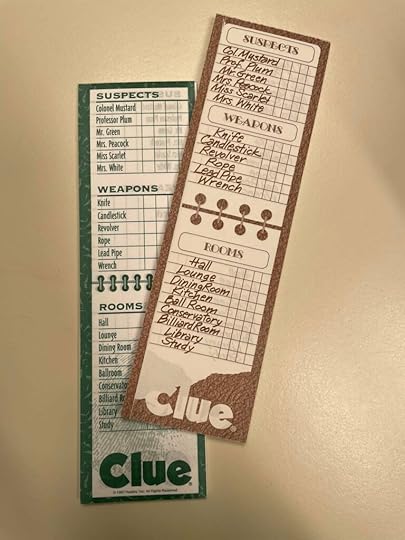 SUSPECTS
Colonel Mustard
Professor Plum
Mr. Green
Mrs. Peacock
Miss Scarlet
Mrs. White
WEAPONS
Knife
Candlestick
Revolver
Rope
Lead Pipe
Wrench
ROOMS
Hall
Lounge
Dining Room
Kitchen
Ballroom
Conservato
Billiard Ro
Library
Study
Clue
SUSPECTS
Col. Mustard
Prof. Plum
Mr. Green
Mrs. Peacock
Miss Scarlet
Mrs. White
WEAPONS
Knife
Candlestick
Revolver
Rope
Lead Pipe
Wrench
ROOMS
Hall
Lounge
Dining Room
Kitchen
Ball Room
Conservatory
Billiard Room
Library
Study
Clue